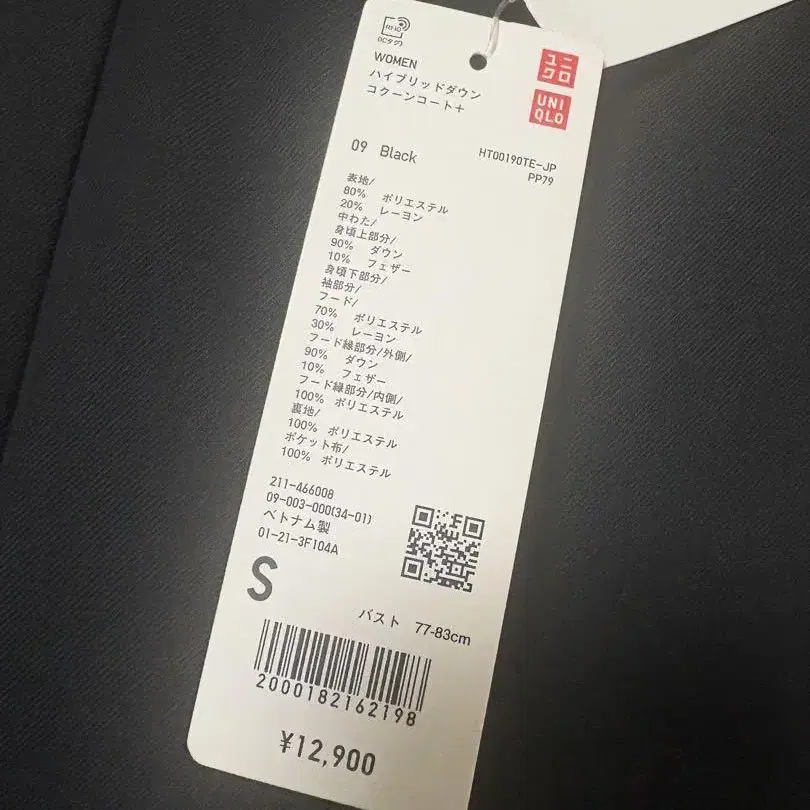 RFID
(ICタグ)
WOMEN
ハイブリッドダウン
コクーンコート+
ユニ
クロ
UNI
QLO
09 Black
HT00190TE-JP
PP79
表地/
80% ポリエステル
20% レーヨン
中わた/
身頃上部分/
90% ダウン
10% フェザー
身頃下部分/
袖部分/
フード/
70% ポリエステル
30% レーヨン
フード縁部分/外側/
90% ダウン
10% フェザー
フード縁部分/内側/
100% ポリエステル
裏地/
100% ポリエステル
ポケット布/
100% ポリエステル
211-466008
09-003-000(34-01)
ベトナム製
01-21-3F104A
S
バスト 77-83cm
2000182162198
¥12,900